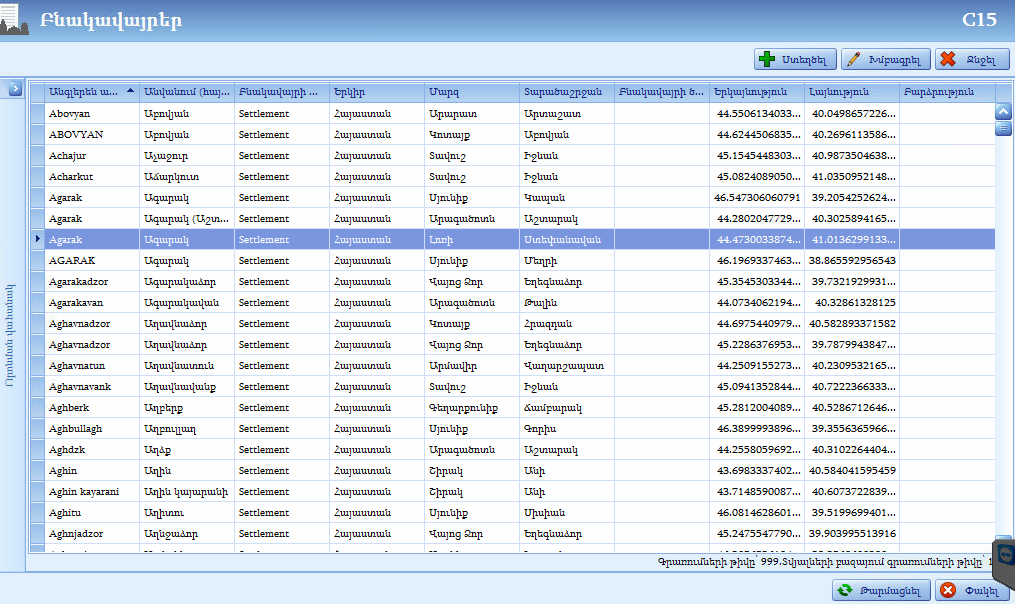 Բնակավայրեր C15
Ստեղծել Խմբագրել Ջնջել
Որոնման վահանակ
Անգլերեն ա... Անվանում (հայ... Բնակավայրի ... Երկիր Մարզ Տարածաշրջան Բնակավայրի ծ... Երկայնություն Լայնություն Բարձրություն
Abovyan Աբովյան Settlement Հայաստան Արարատ Արտաշատ 44.5506134033... 40.0498657226...
ABOVYAN Աբովյան Settlement Հայաստան Կոտայք Աբովյան 44.6244506835... 40.2696113586...
Achajur Աչաջուր Settlement Հայաստան Տավուշ Իջևան 45.1545448303... 40.9873504638...
Acharkut Աճարկուտ Settlement Հայաստան Տավուշ Իջևան 45.0824089050... 41.0350952148...
Agarak Ագարակ Settlement Հայաստան Սյունիք Կապան 46.547306060791 39.2054252624...
Agarak Ագարակ (Աշտ... Settlement Հայաստան Արագածոտն Աշտարակ 44.2802047729... 40.3025894165...
Agarak Ագարակ Settlement Հայաստան Լոռի Ստեփանավան 44.4730033874... 41.0136299133...
AGARAK Ագարակ Settlement Հայաստան Սյունիք Մեղրի 46.1969337463... 38.865592956543
Agarakadzor Ագարակաձոր Settlement Հայաստան Վայոց Ձոր Եղեգնաձոր 45.3545303344... 39.7321929931...
Agarakavan Ագարակավան Settlement Հայաստան Արագածոտն Թալին 44.0734062194... 40.32861328125
Aghavnadzor Աղավնաձոր Settlement Հայաստան Կոտայք Հրազդան 44.6975440979... 40.582893371582
Aghavnadzor Աղավնաձոր Settlement Հայաստան Վայոց Ձոր Եղեգնաձոր 45.2286376953... 39.7879943847...
Aghavnatun Աղավնատուն Settlement Հայաստան Արմավիր Վաղարշապատ 44.2509155273... 40.2309532165...
Aghavnavank Աղավնավանք Settlement Հայաստան Տավուշ Իջևան 45.0941352844... 40.7222366333...
Aghberk Աղբերք Settlement Հայաստան Գեղարքունիք Ճամբարակ 45.2812004089... 40.5286712646...
Aghbullagh Աղբուլլաղ Settlement Հայաստան Սյունիք Գորիս 46.3899993896... 39.3556365966...
Aghdzk Աղձք Settlement Հայաստան Արագածոտն Աշտարակ 44.2558059692... 40.3102264404...
Aghin Աղին Settlement Հայաստան Շիրակ Անի 43.6983337402... 40.584041595459
Aghin kayarani Աղին կայարանի Settlement Հայաստան Շիրակ Անի 43.7148590087... 40.6073722839...
Aghitu Աղիտու Settlement Հայաստան Սյունիք Սիսիան 46.0814628601... 39.5199699401...
Aghnjadzor Աղնջաձոր Settlement Հայաստան Վայոց Ձոր Եղեգնաձոր 45.2475547790... 39.903995513916
Գրառումների թիվը՝ 999.Տվյալների բազայում գրառումների թիվը՝
Թարմացնել Փակել